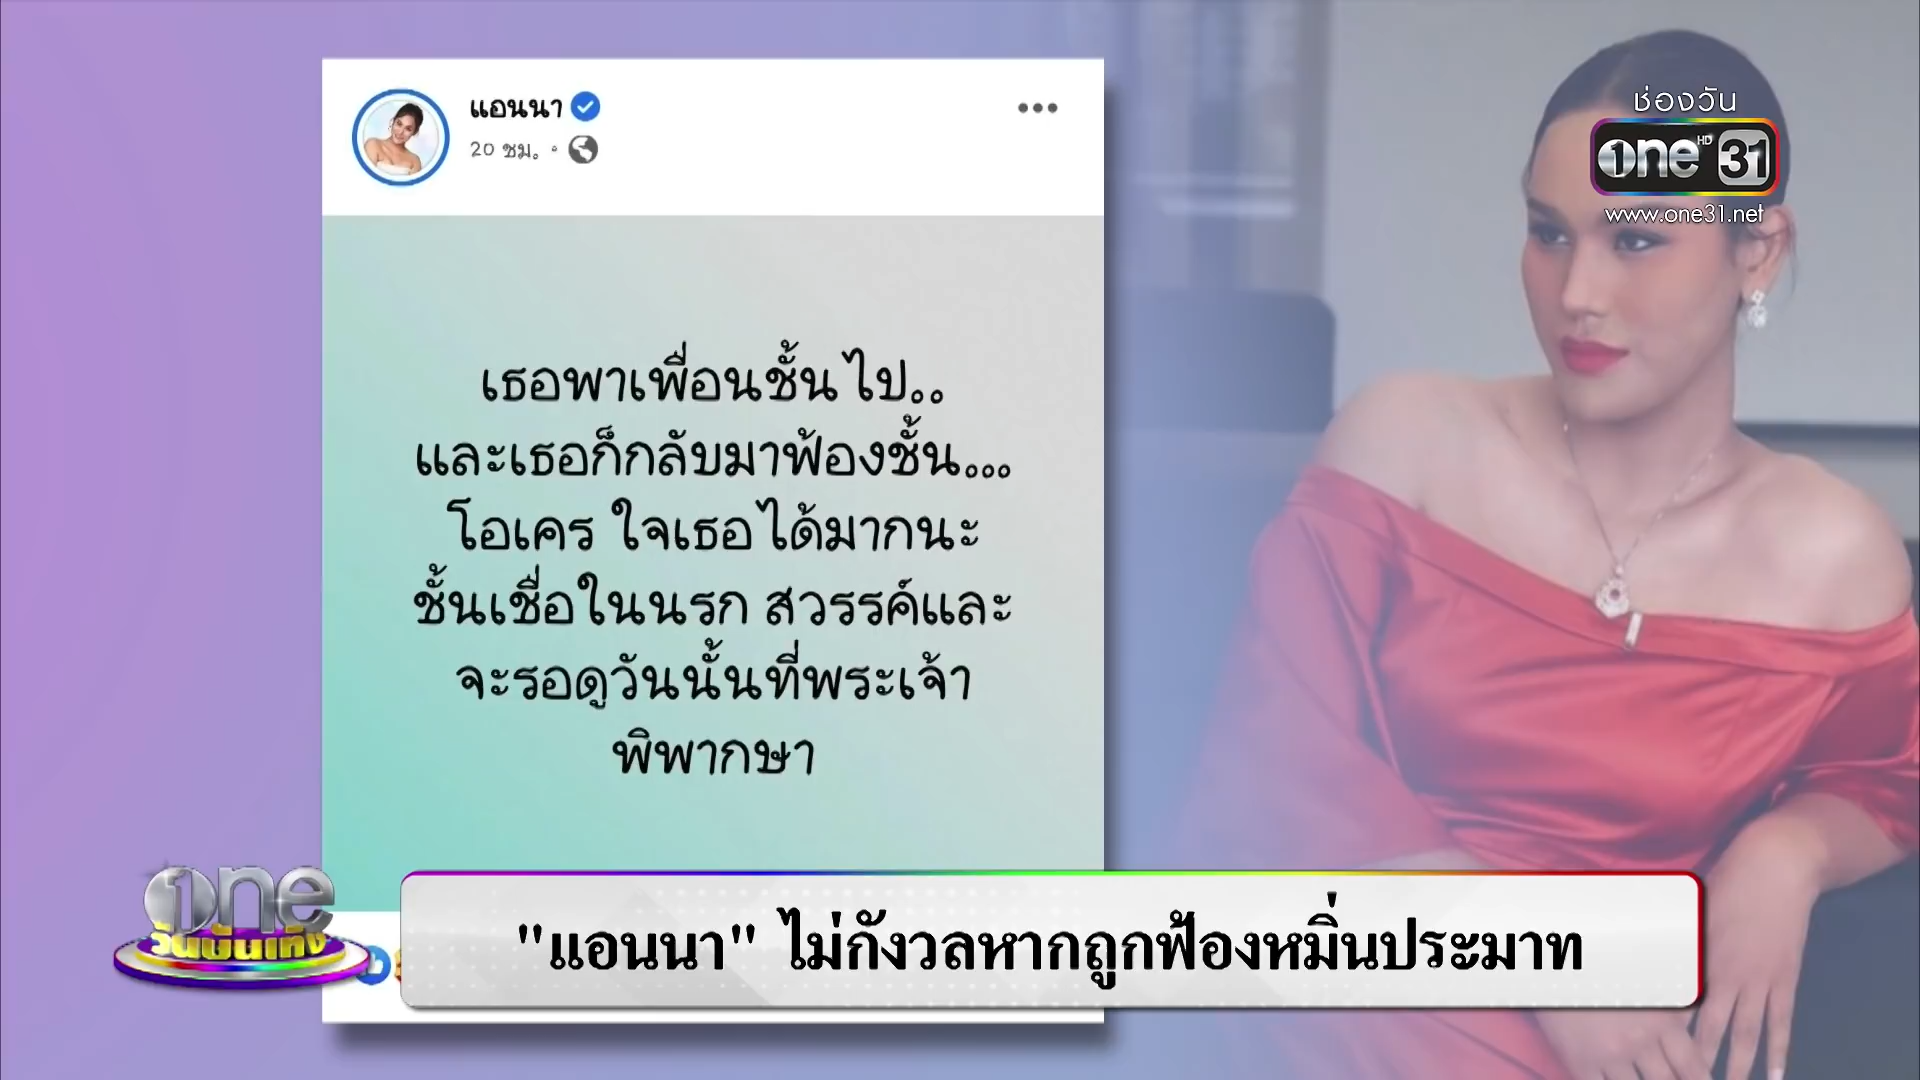 แอนนา
20 ชม.
เธอพาเพื่อนชั้นไป..
และเธอก็กลับมาฟ้องชั้น...
โอเคร ใจเธอได้มากนะ
ชั้นเชื่อในนรก สวรรค์และ
จะรอดูวันนั้นที่พระเจ้า
พิพากษา
ช่องวัน
one HD 31
www.one31.net
one
วันบันเทิง
"แอนนา" ไม่กังวลหากถูกฟ้องหมิ่นประมาท